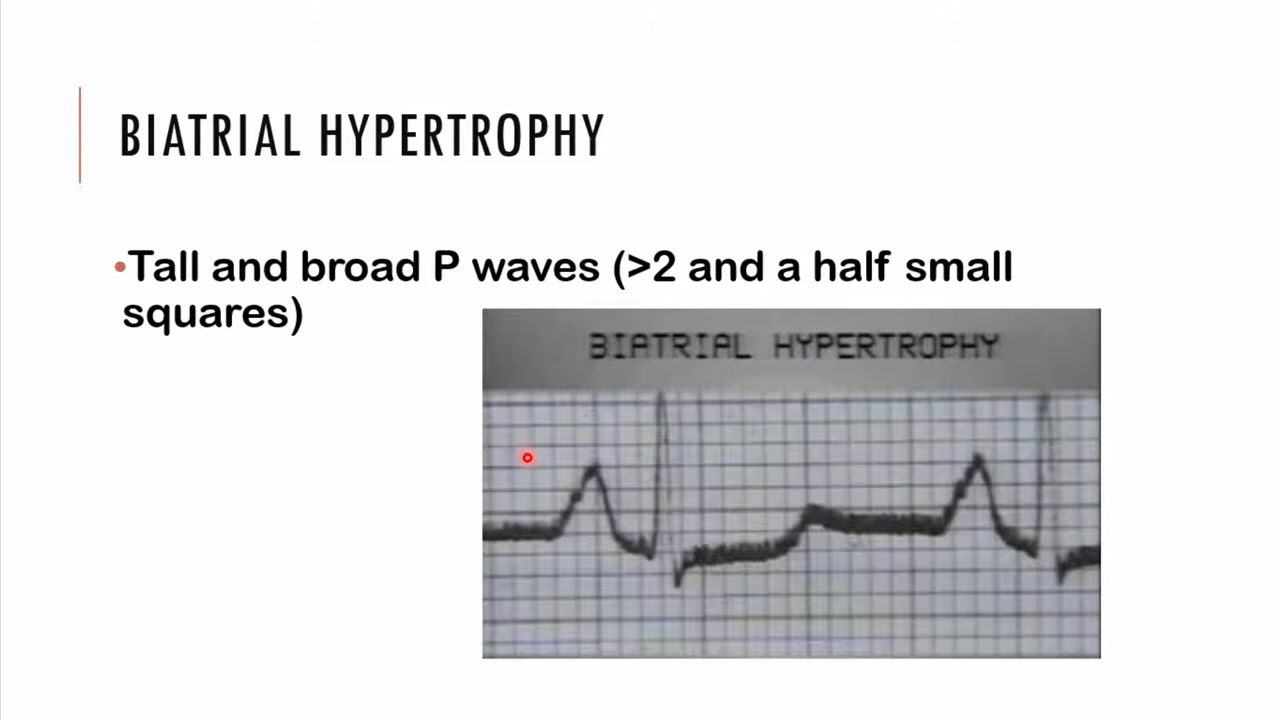 BIATRIAL HYPERTROPHY
•Tall and broad P waves (>2 and a half small
squares)
BIATRIAL HYPERTROPHY